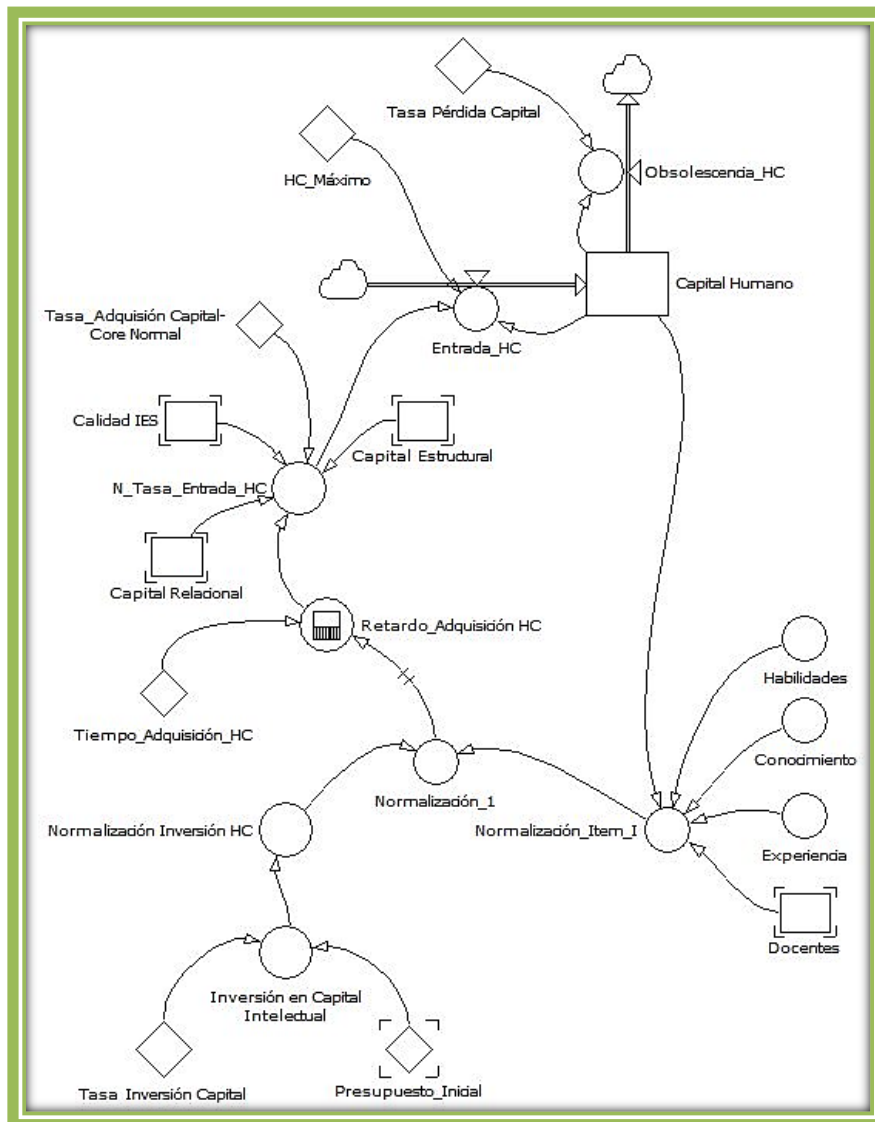 Tasa Pérdida Capital
HC_Máximo
Obsolescencia_HC
Capital Humano
Tasa_Adquisión Capital-
Core Normal
Entrada_HC
Calidad IES
Capital Estructural
N_Tasa_Entrada_HC
Capital Relacional
Retardo_Adquisición HC
Habilidades
Tiempo_Adquisición_HC
Conocimiento
Normalización_1
Normalización Inversión HC
Normalización_Item_I
Experiencia
Docentes
Inversión en Capital
Intelectual
Tasa Inversión Capital
Presupuesto_Inicial